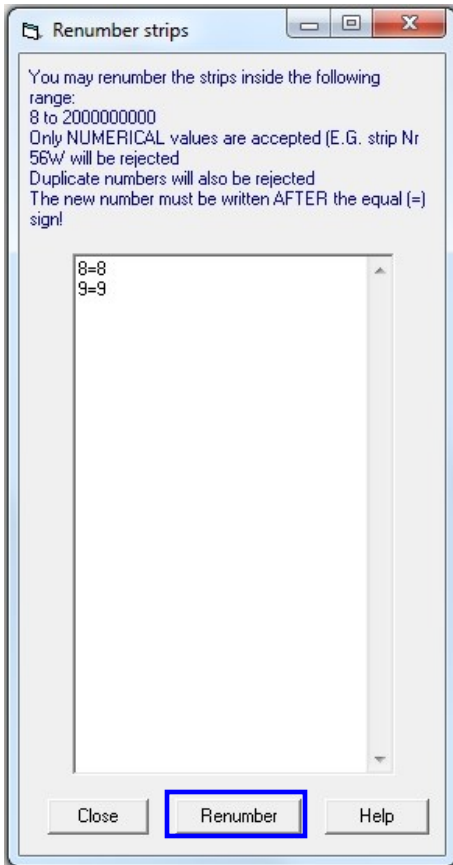 Renumber strips
You may renumber the strips inside the following
range:
8 to 2000000000
Only NUMERICAL values are accepted (E.G. strip Nr
56W will be rejected
Duplicate numbers will also be rejected
The new number must be written AFTER the equal (=)
sign!
8=8
9=9
Close Renumber Help